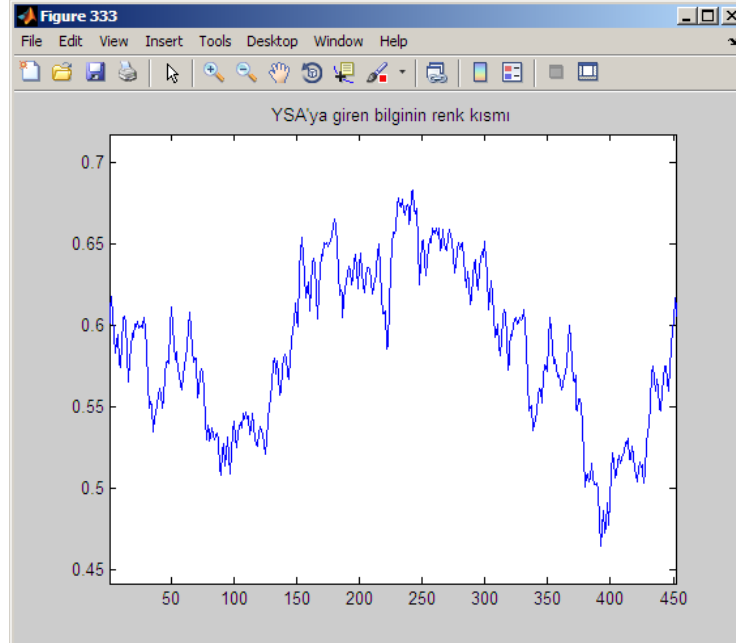 Figure 333
File Edit View Insert Tools Desktop Window Help
YSA'ya giren bilginin renk kısmı
0.7
0.65
0.6
0.55
0.5
0.45
50 100 150 200 250 300 350 400 450